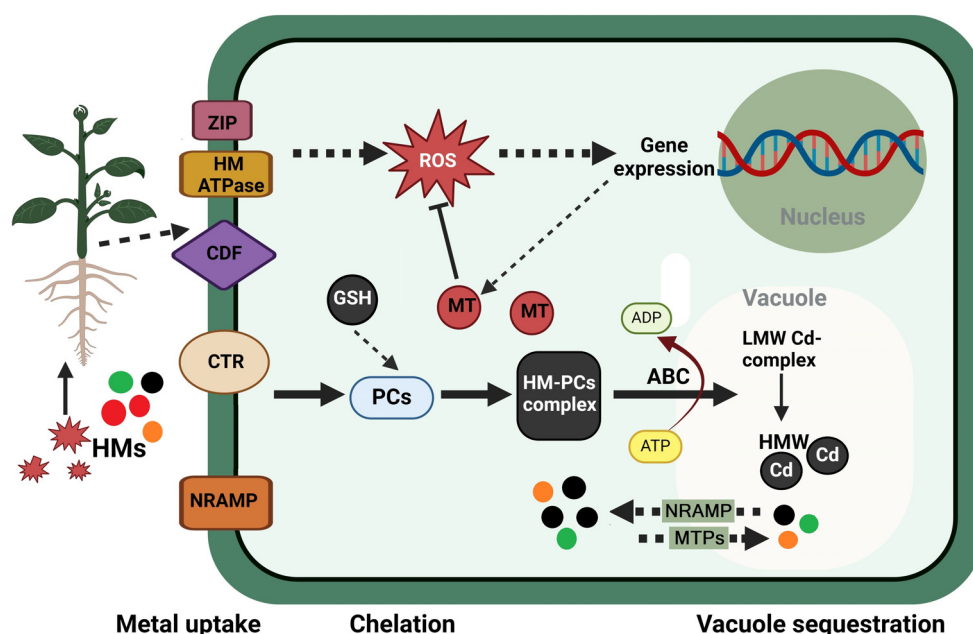 ZIP
HM
ATPase
CDF
CTR
NRAMP
HMs
ROS
Gene
expression
Nucleus
GSH
MT
MT
PCs
HM-PCs
complex
ADP
ABC
ATP
Vacuole
LMW Cd-
complex
HMW
Cd
Cd
NRAMP
MTPs
Metal uptake
Chelation
Vacuole sequestration